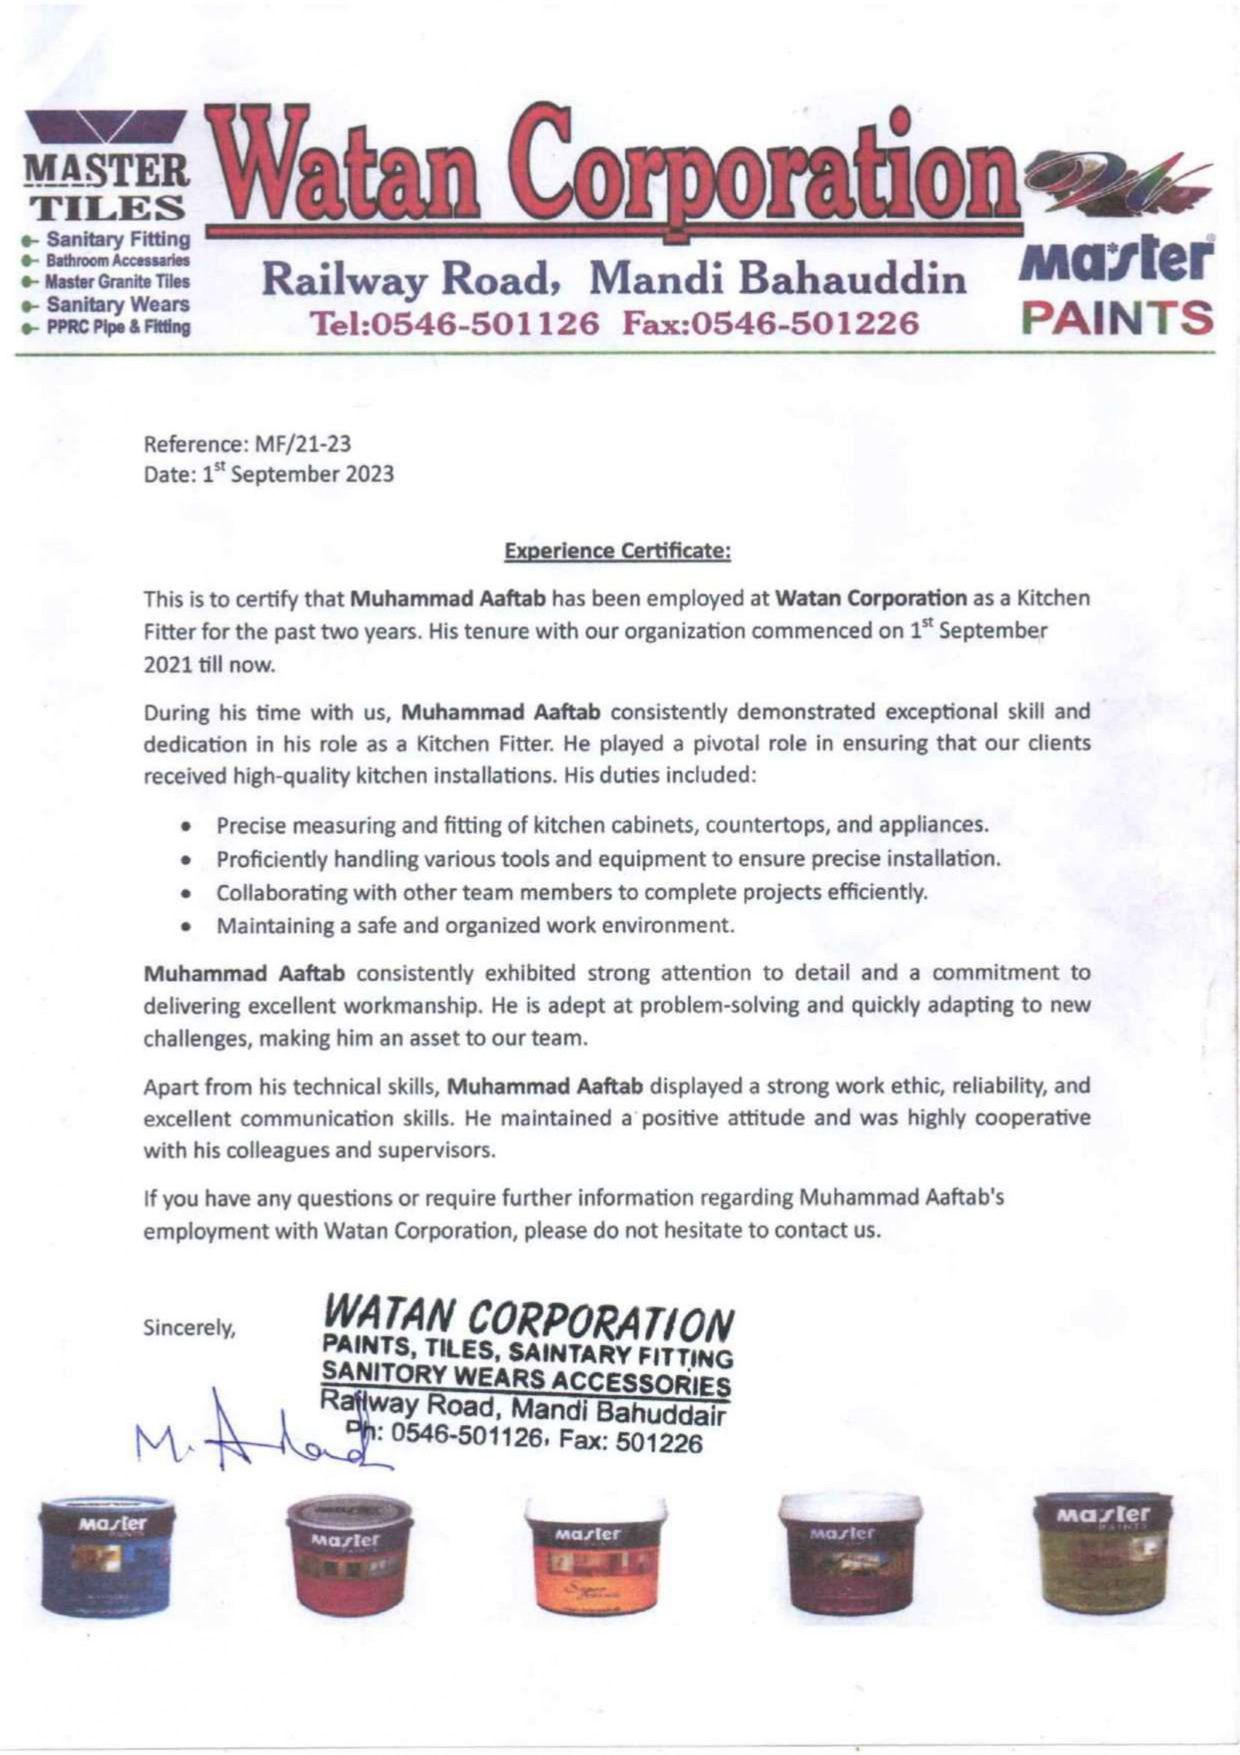 MASTER
TILES
Sanitary Fitting
Bathroom Accessaries
Master Granite Tiles
Sanitary Wears
PPRC Pipe & Fitting
Watan Corporation
Railway Road, Mandi Bahauddin
Tel:0546-501126 Fax:0546-501226
Master®
PAINTS
Reference: MF/21-23
Date: 1st September 2023
Experience Certificate:
This is to certify that Muhammad Aaftab has been employed at Watan Corporation as a Kitchen
Fitter for the past two years. His tenure with our organization commenced on 1st September
2021 till now.
During his time with us, Muhammad Aaftab consistently demonstrated exceptional skill and
dedication in his role as a Kitchen Fitter. He played a pivotal role in ensuring that our clients
received high-quality kitchen installations. His duties included:
• Precise measuring and fitting of kitchen cabinets, countertops, and appliances.
• Proficiently handling various tools and equipment to ensure precise installation.
• Collaborating with other team members to complete projects efficiently.
• Maintaining a safe and organized work environment.
Muhammad Aaftab consistently exhibited strong attention to detail and a commitment to
delivering excellent workmanship. He is adept at problem-solving and quickly adapting to new
challenges, making him an asset to our team.
Apart from his technical skills, Muhammad Aaftab displayed a strong work ethic, reliability, and
excellent communication skills. He maintained a positive attitude and was highly cooperative
with his colleagues and supervisors.
If you have any questions or require further information regarding Muhammad Aaftab's
employment with Watan Corporation, please do not hesitate to contact us.
Sincerely,
WATAN CORPORATION
PAINTS, TILES, SAINTARY FITTING
SANITORY WEARS ACCESSORIES
Railway Road, Mandi Bahuddair
Ph: 0546-501126, Fax: 501226
M.
Master
Master
Master
Master
Master